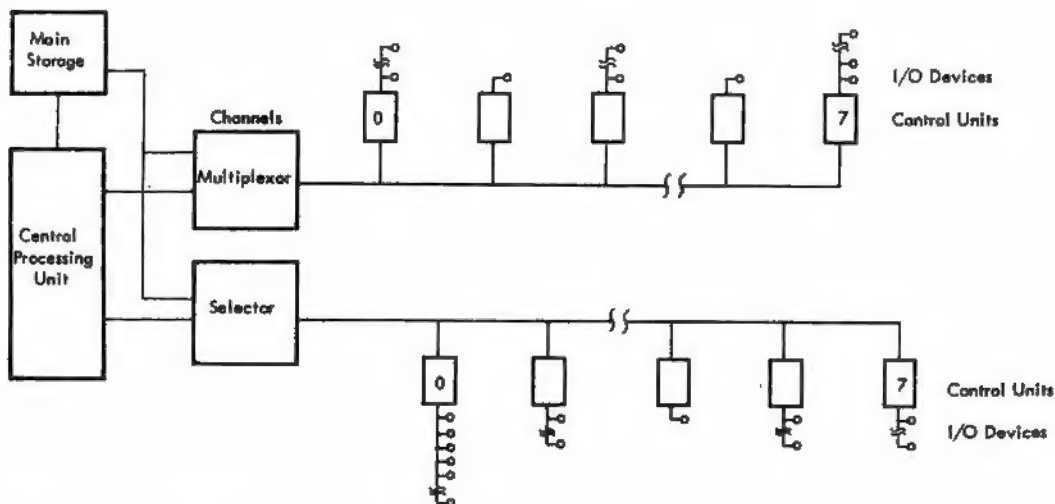 Main
Storage
Channels
0
7
I/O Devices
Control Units
Multiplexor
Central
Processing
Unit
Selector
0
7
Control Units
I/O Devices